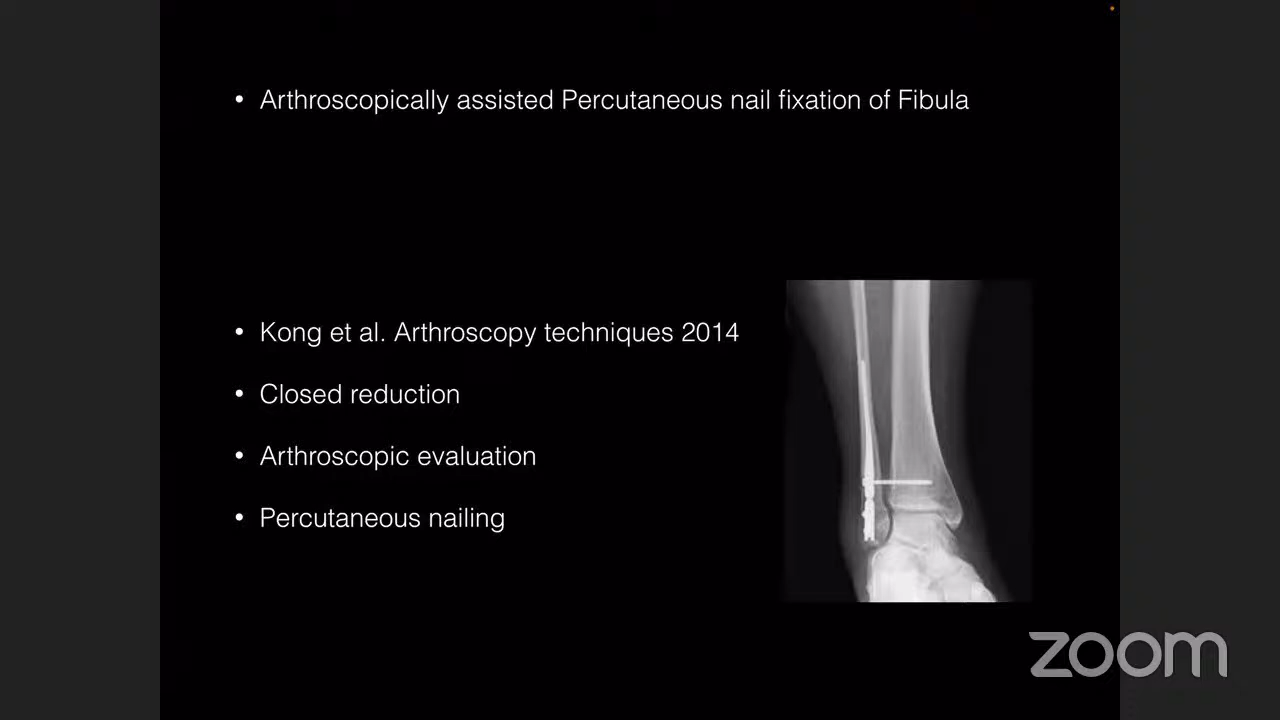 • Arthroscopically assisted Percutaneous nail fixation of Fibula
• Kong et al. Arthroscopy techniques 2014
• Closed reduction
• Arthroscopic evaluation
• Percutaneous nailing
zoom